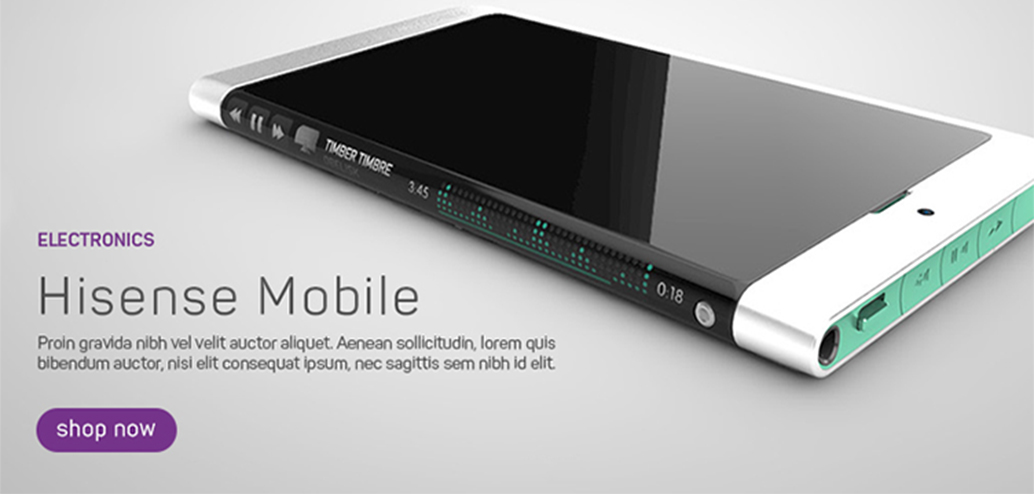 TIMBER TIMBRE
3.45
0:18
ELECTRONICS
Hisense Mobile
Proin gravida nibh vel velit auctor aliquet. Aenean sollicitudin, lorem quis
bibendum auctor, nisi elit consequat ipsum, nec sagittis sem nibh id elit.
shop now